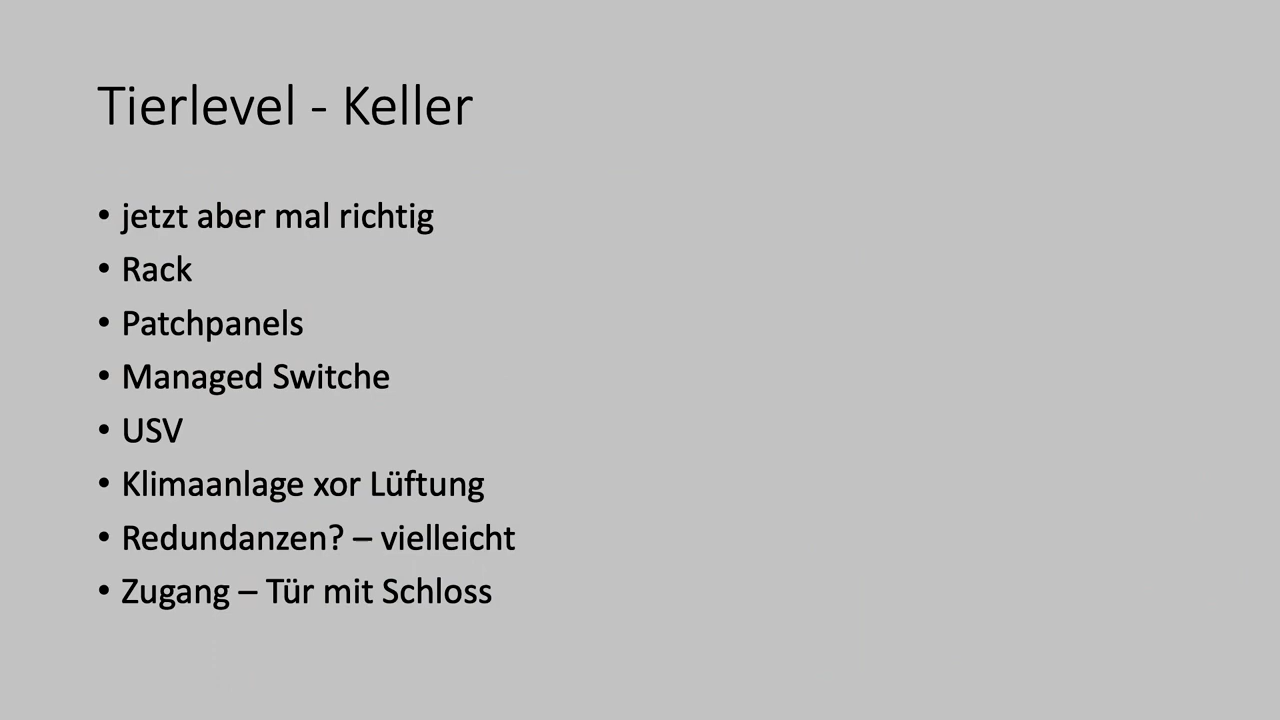 Tierlevel - Keller
• jetzt aber mal richtig
• Rack
• Patchpanels
• Managed Switche
• USV
• Klimaanlage xor Lüftung
• Redundanzen? – vielleicht
• Zugang – Tür mit Schloss